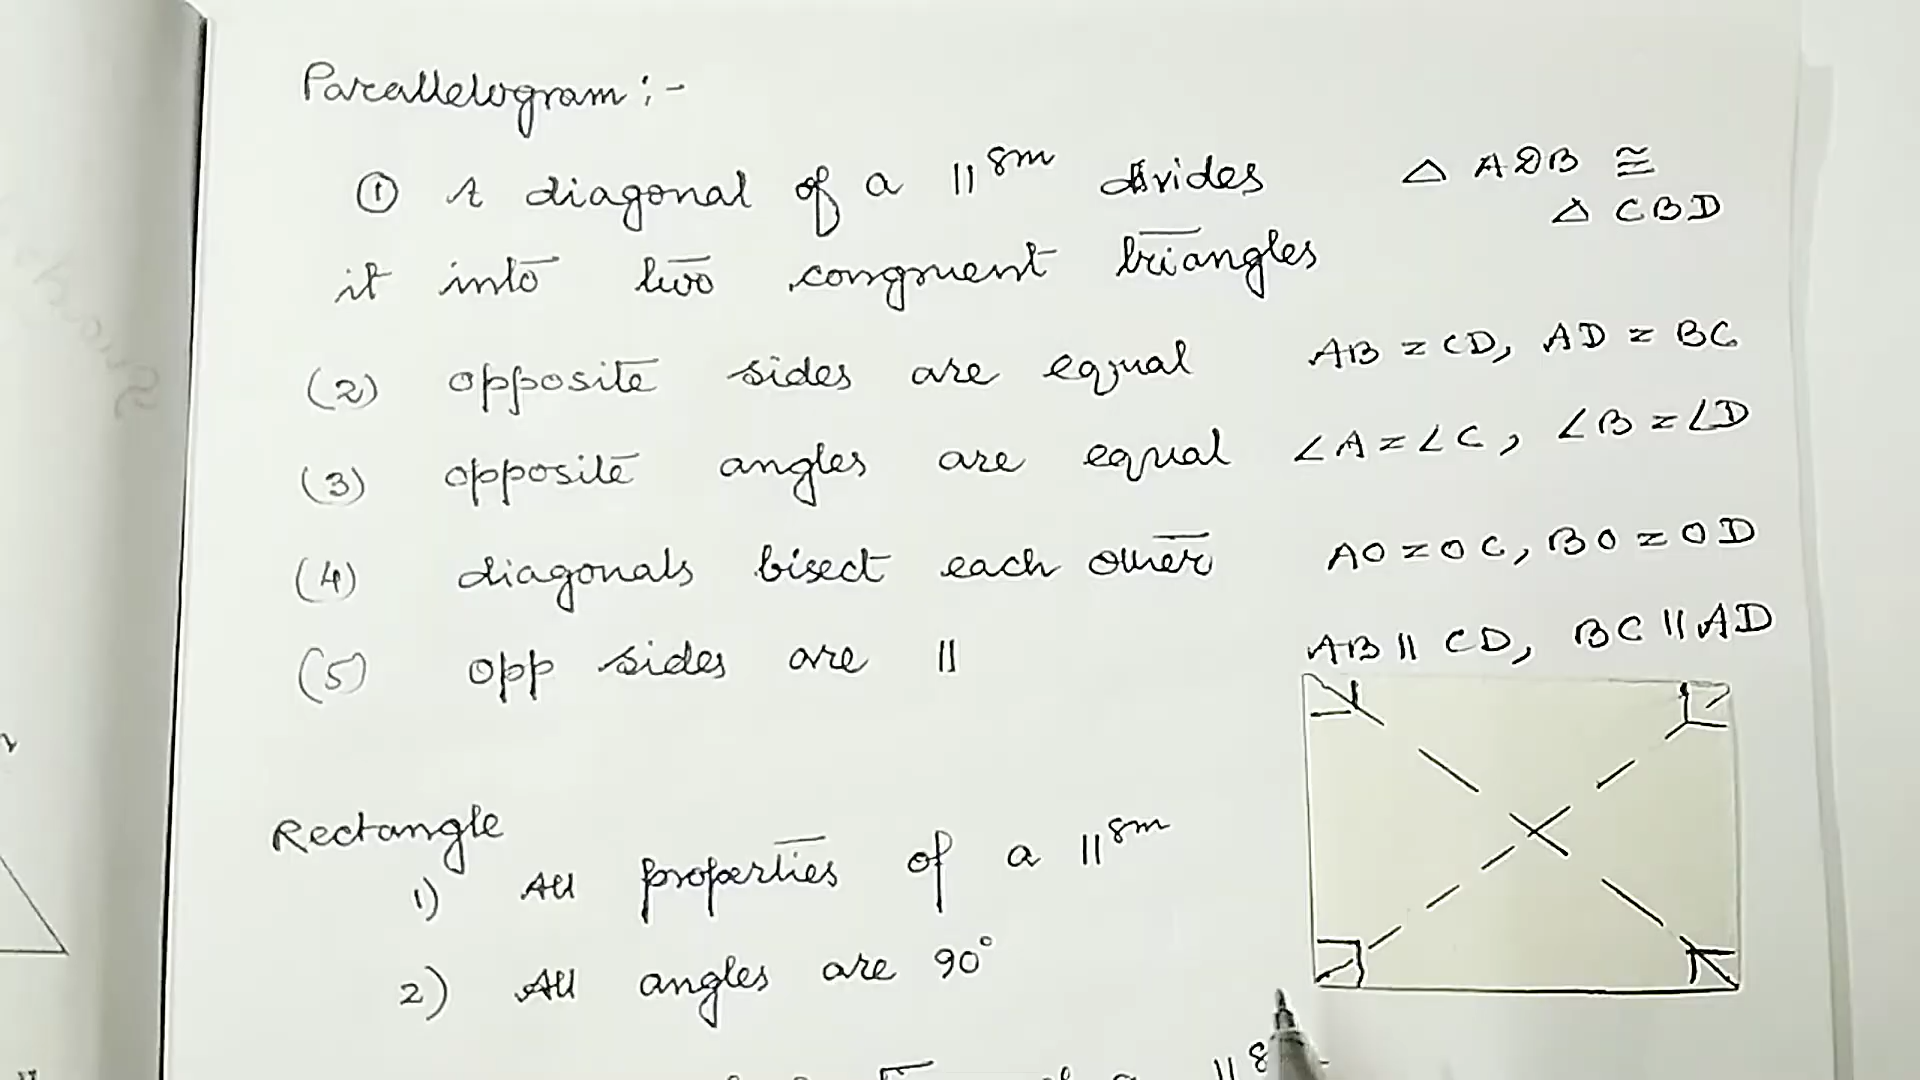 Parallelogram :-
① A diagonal of a ||gm divides △ ADB ≅
△ CBD
it into two congruent triangles
(2) opposite sides are equal AB = CD, AD = BC
(3) opposite angles are equal ∠A = ∠C, ∠B = ∠D
(4) diagonals bisect each other AO = OC, BO = OD
(5) opp sides are || AB || CD, BC || AD
Rectangle
1) All properties of a ||gm
2) All angles are 90°